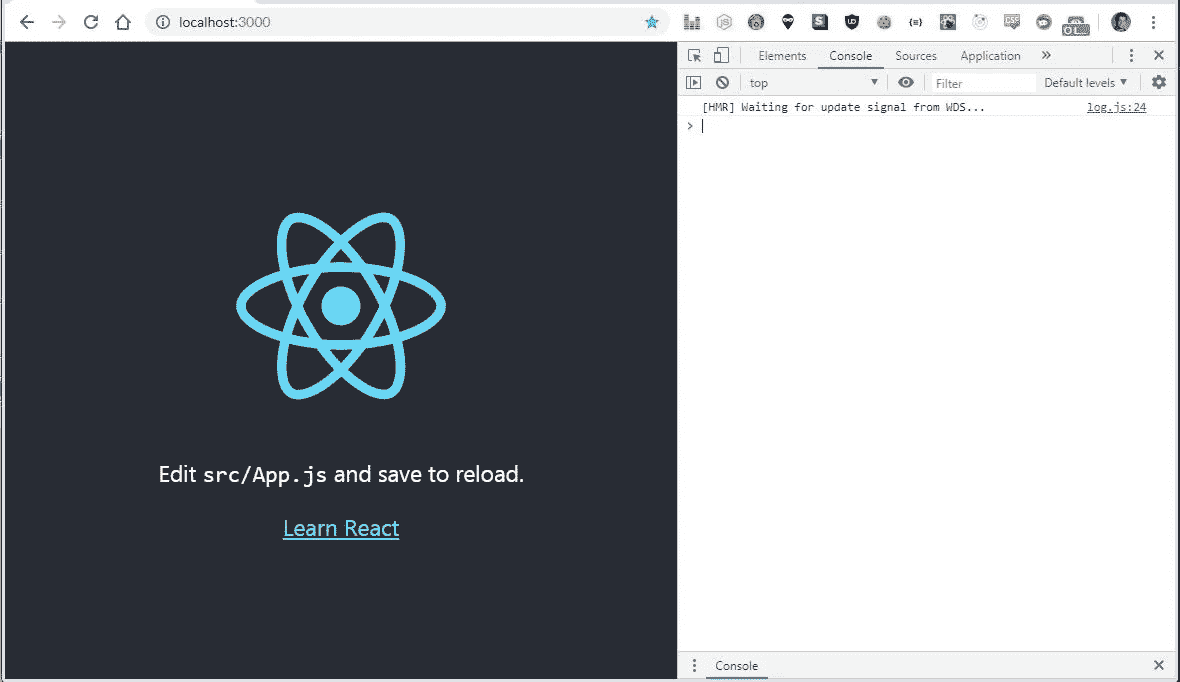 localhost:3000
Elements Console Sources Application »
top Filter Default levels
[HMR] Waiting for update signal from WDS... log.js:24
>
Edit src/App.js and save to reload.
Learn React
Console